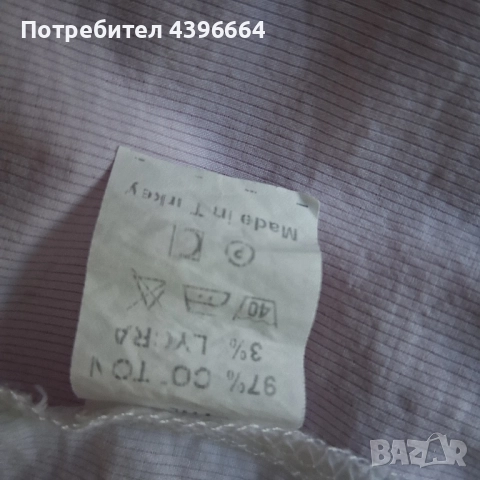 Потребител 4396664
97% COTTON
3% LYCRA
40
P
Made in Turkey
BAZAR